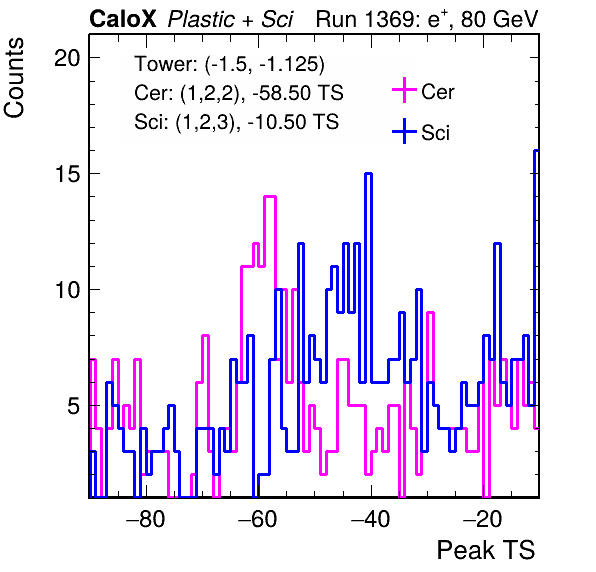 CaloX Plastic + Sci Run 1369: e+, 80 GeV
Counts
Tower: (-1.5, -1.125)
Cer: (1,2,2), -58.50 TS
Sci: (1,2,3), -10.50 TS
Cer
Sci
20
15
10
5
−80 −60 −40 −20
Peak TS